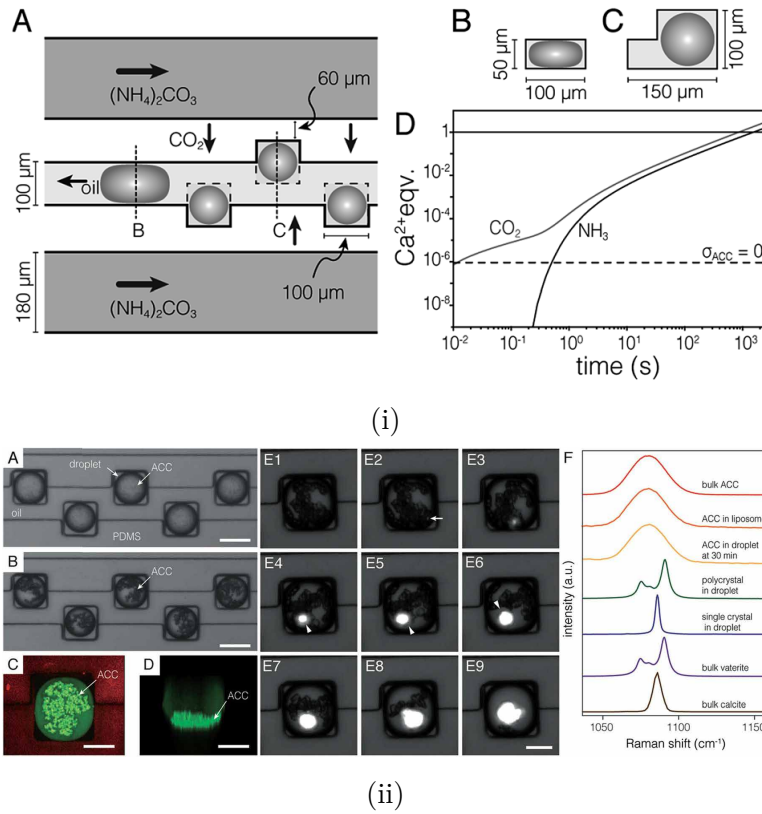 A
(NH₄)₂CO₃
60 µm
CO₂
100 µm
oil
B
C
100 µm
180 µm
(NH₄)₂CO₃
B
50 µm
100 µm
C
100 µm
150 µm
D
Ca²⁺eqv.
1
10⁻²
10⁻⁴
10⁻⁶
10⁻⁸
CO₂
NH₃
σACC = 0
10⁻² 10⁻¹ 10⁰ 10¹ 10² 10³
time (s)
(i)
A
droplet
ACC
oil
PDMS
B
ACC
C
ACC
D
ACC
E1
E2
E3
E4
E5
E6
E7
E8
E9
F
intensity (a.u.)
bulk ACC
ACC in liposom
ACC in droplet
at 30 min
polycrystal
in droplet
single crystal
in droplet
bulk vaterite
bulk calcite
1050 1100 1150
Raman shift (cm⁻¹)
(ii)